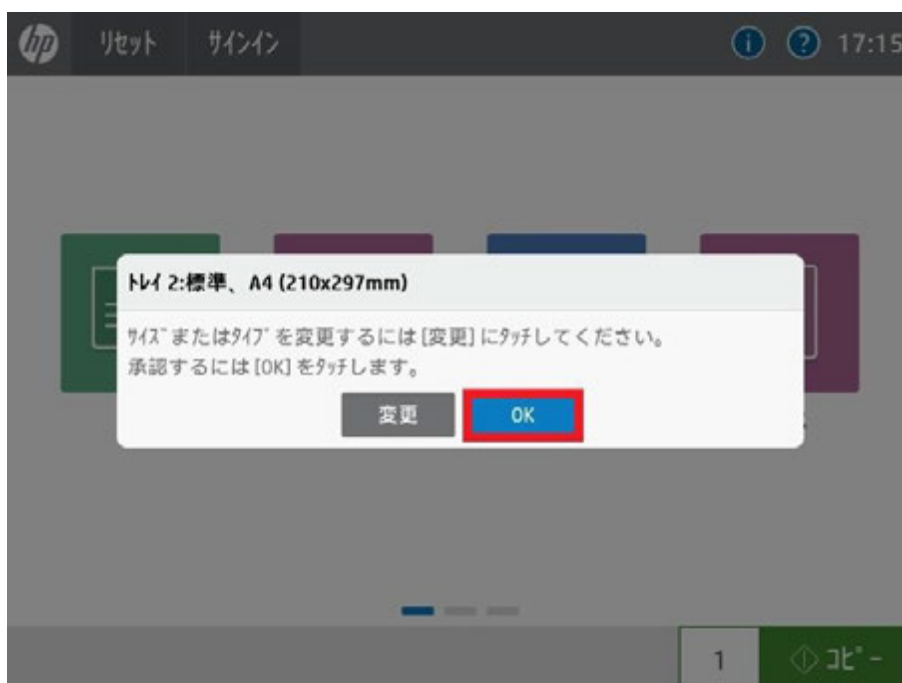 hp リセット サインイン i ? 17:15
ﾄﾚｲ 2:標準、A4 (210x297mm)
ｻｲｽﾞまたはﾀｲﾌﾟを変更するには[変更]にﾀｯﾁしてください。
承認するには[OK]をﾀｯﾁします。
変更 OK
1 ｺﾋﾟｰ